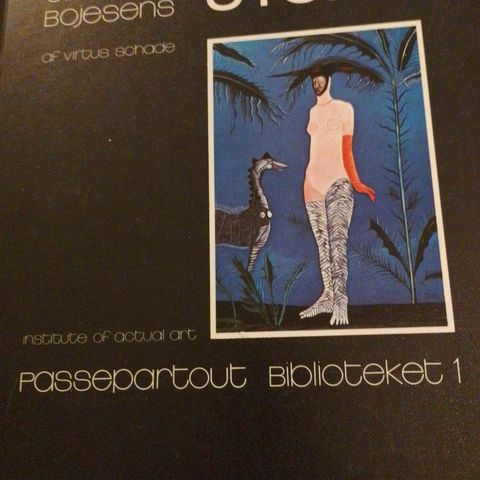 Bojesens
af virtus schade
institute of actual art
Passepartout Biblioteket 1